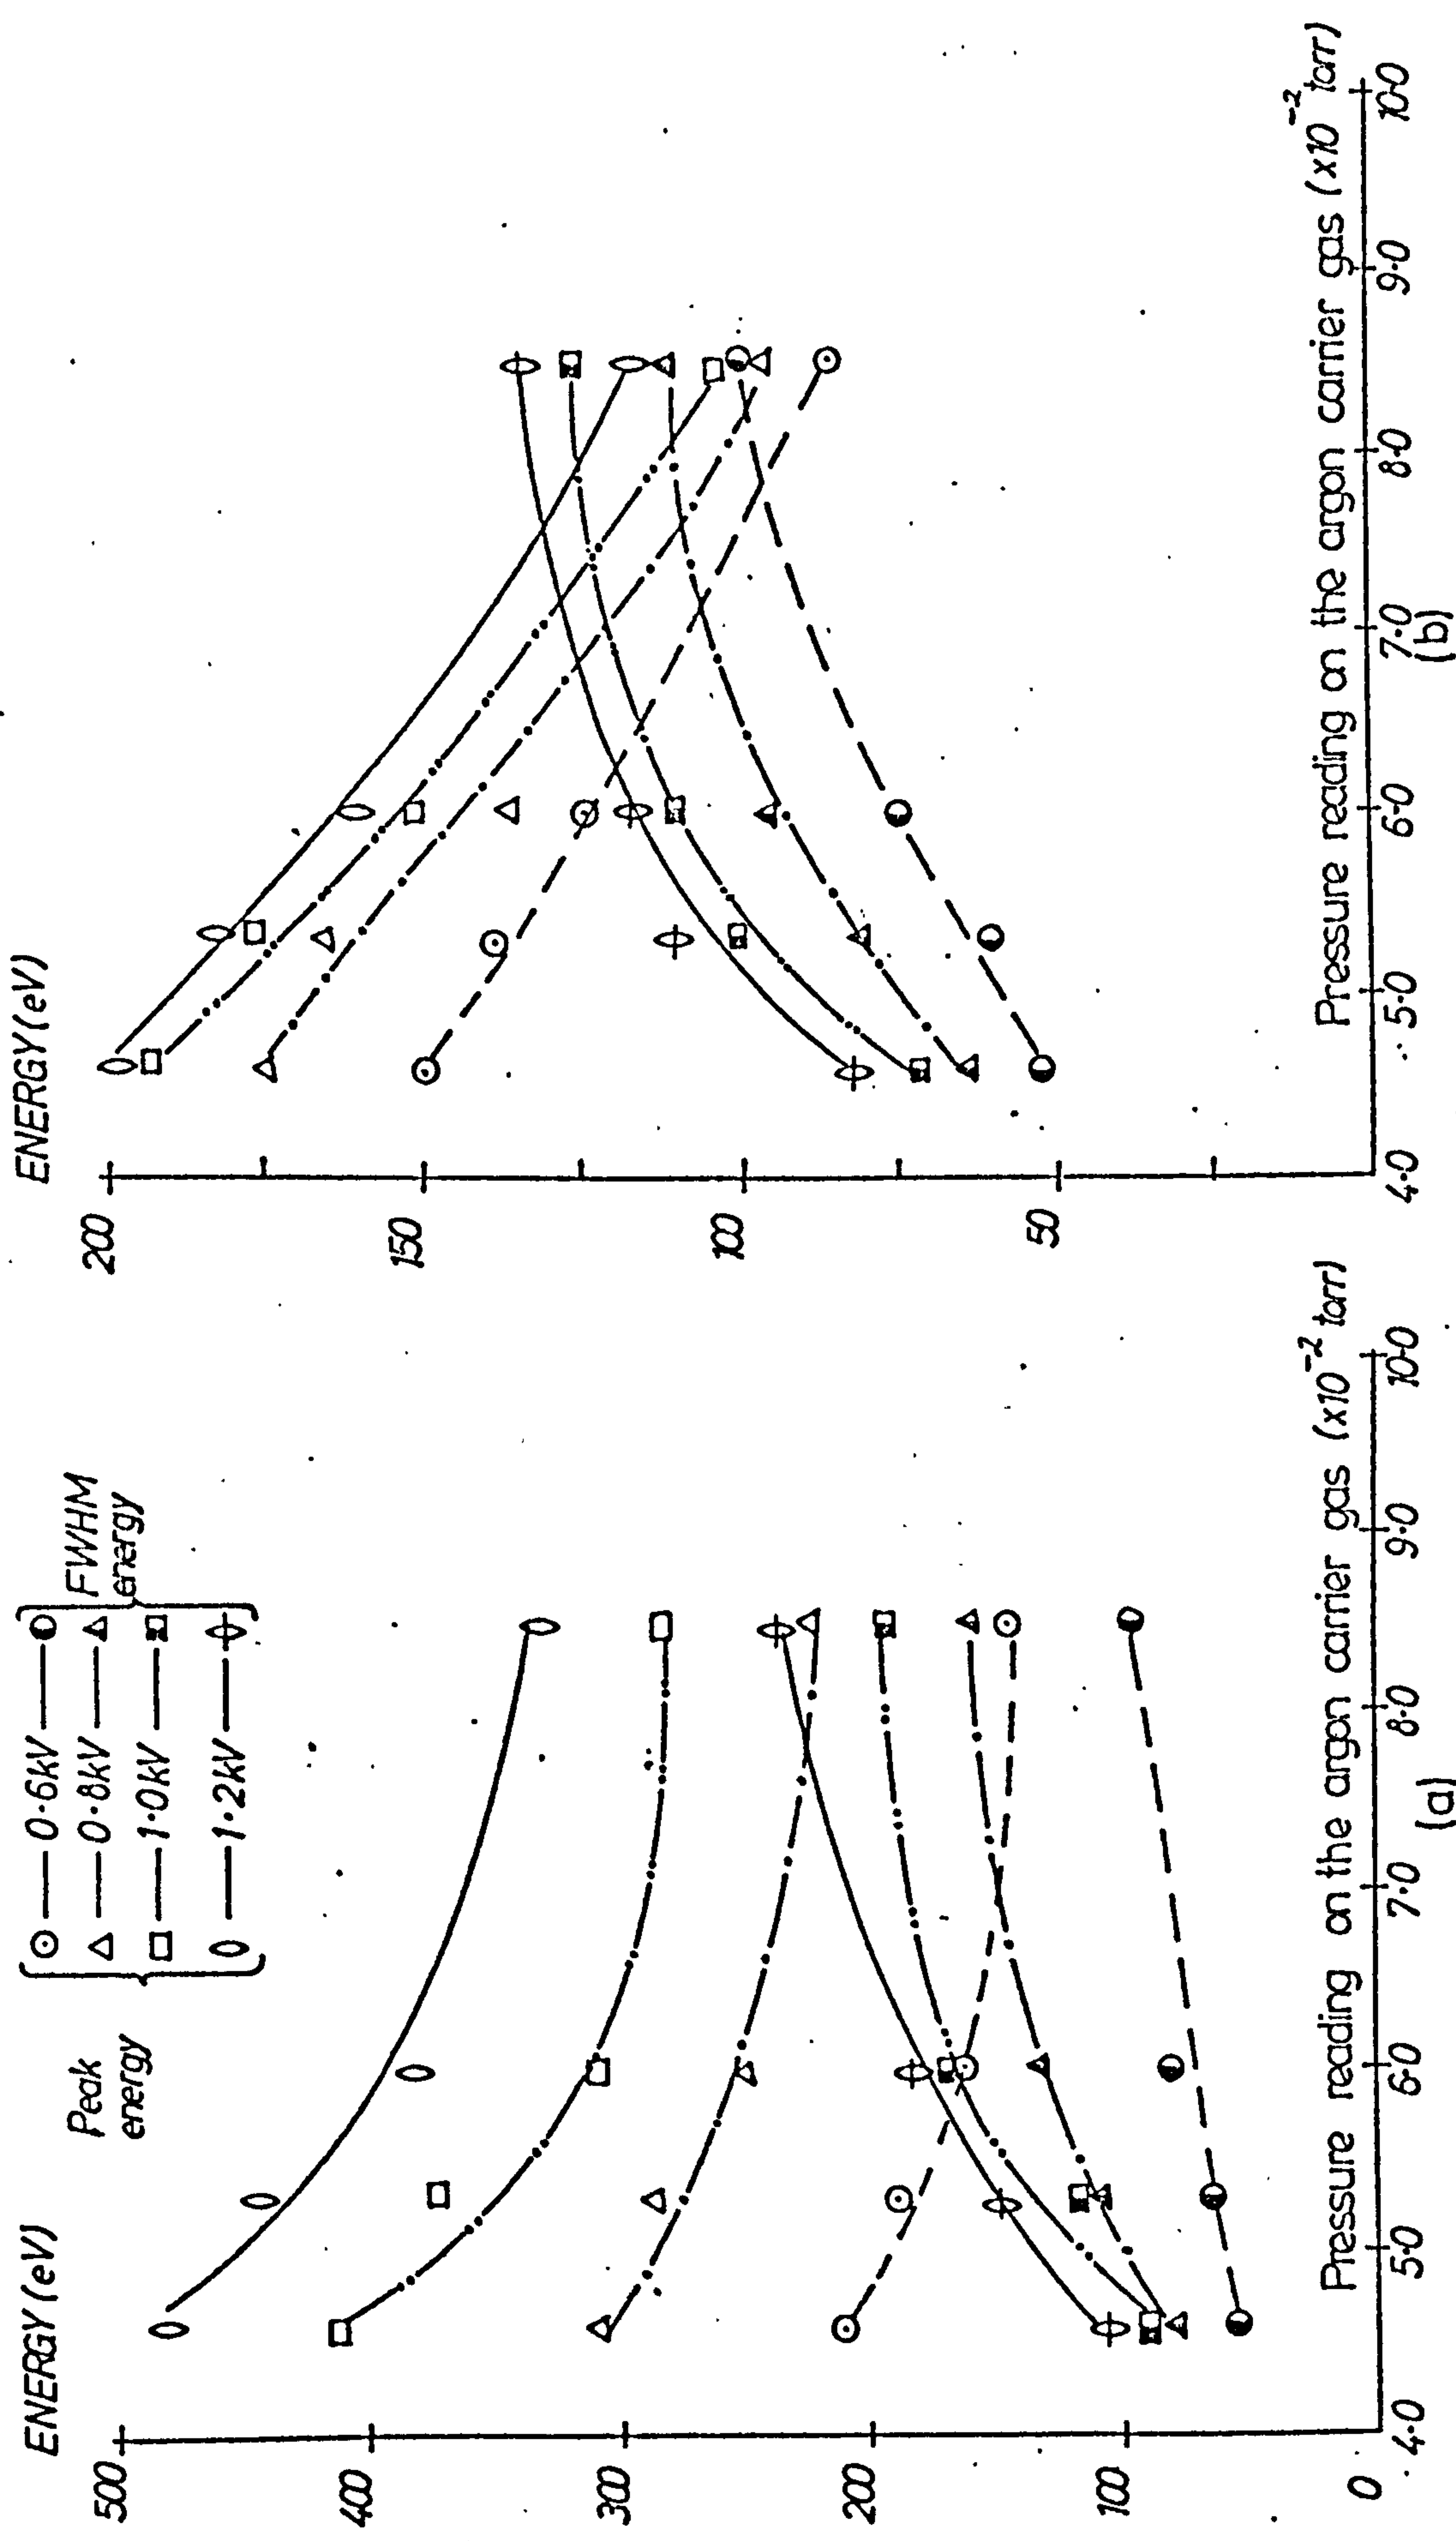 ENERGY (eV)
Peak energy
FWHM energy
0·6kV
0·8kV
1·0kV
1·2kV
500
400
300
200
100
0
4·0 5·0 6·0 7·0 8·0 9·0 10·0
Pressure reading on the argon carrier gas (x10⁻² torr)
(a)
ENERGY (eV)
200
150
100
50
4·0 5·0 6·0 7·0 8·0 9·0 10·0
Pressure reading on the argon carrier gas (x10⁻² torr)
(b)